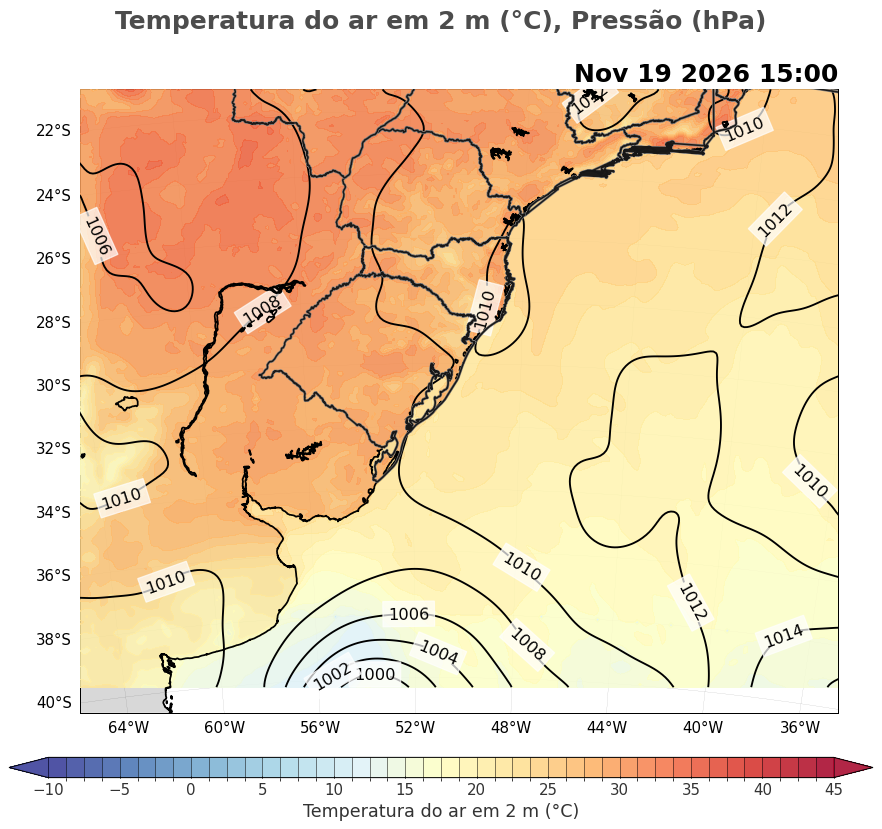 Temperatura do ar em 2 m (°C), Pressão (hPa)
Nov 19 2026 15:00
1012
1010
22°S
24°S
1012
1006
26°S
1008
1010
28°S
30°S
32°S
1010
1010
34°S
1010
1010
36°S
1012
1006
1014
1008
38°S
1004
1002
1000
40°S
64°W 60°W 56°W 52°W 48°W 44°W 40°W 36°W
−10 −5 0 5 10 15 20 25 30 35 40 45
Temperatura do ar em 2 m (°C)